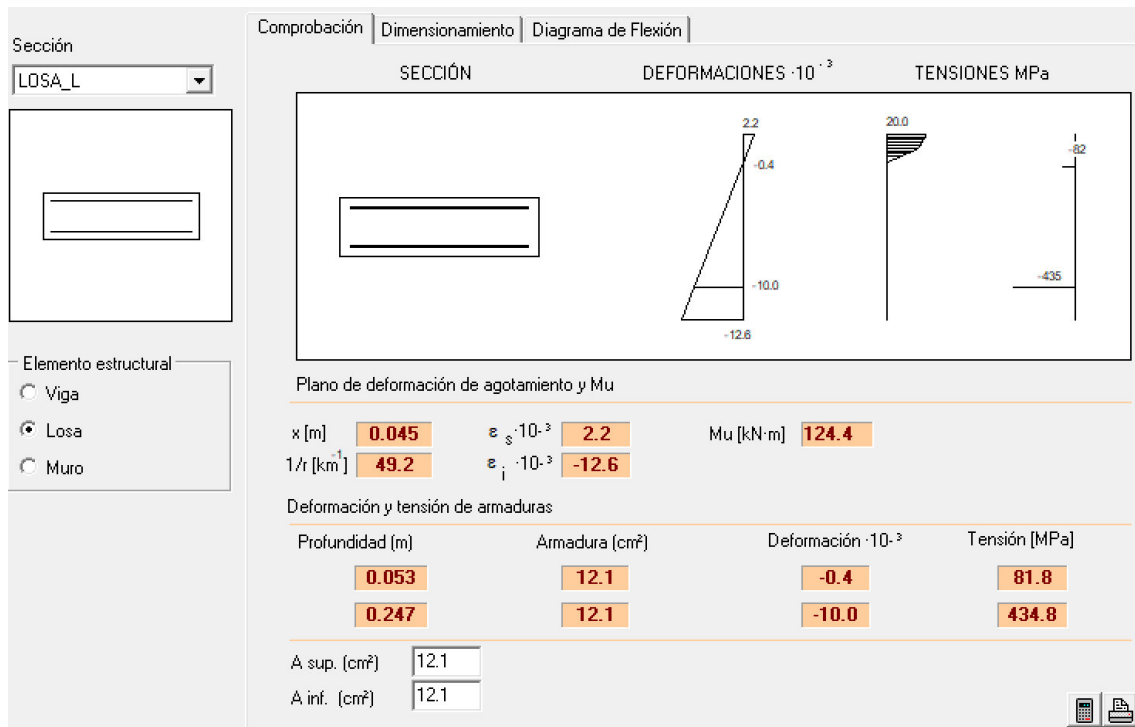 Comprobación Dimensionamiento Diagrama de Flexión
Sección
LOSA_L
SECCIÓN DEFORMACIONES ·10⁻³ TENSIONES MPa
2.2
-0.4
-10.0
-12.6
20.0
-82
-435
Elemento estructural
Viga
Losa
Muro
Plano de deformación de agotamiento y Mu
x [m] 0.045 ε s ·10-³ 2.2 Mu [kN·m] 124.4
1/r [km⁻¹] 49.2 ε i ·10-³ -12.6
Deformación y tensión de armaduras
Profundidad (m) Armadura (cm²) Deformación ·10-³ Tensión [MPa]
0.053 12.1 -0.4 81.8
0.247 12.1 -10.0 434.8
A sup. (cm²) 12.1
A inf. (cm²) 12.1